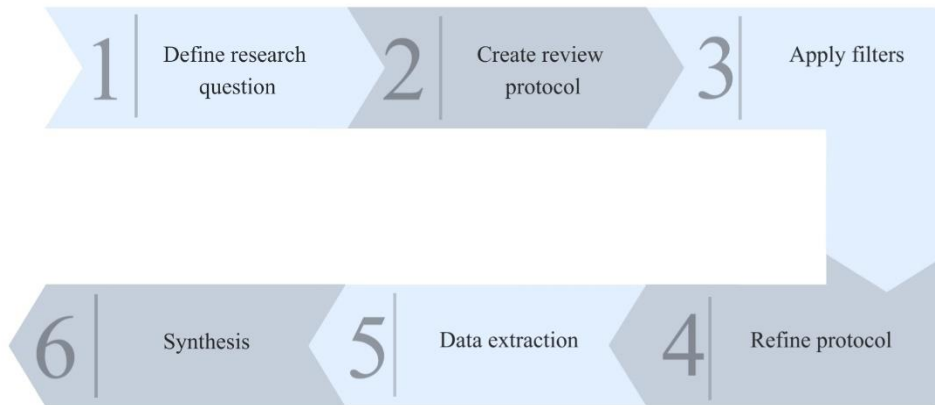 1
Define research
question
2
Create review
protocol
3
Apply filters
4
Refine protocol
5
Data extraction
6
Synthesis